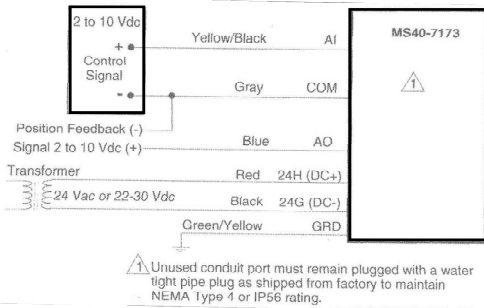 2 to 10 Vdc
+
Control
Signal
-
Yellow/Black AI
MS40-7173
1
Gray COM
Position Feedback (-)
Signal 2 to 10 Vdc (+)
Blue AO
Transformer
Red 24H (DC+)
24 Vac or 22-30 Vdc
Black 24G (DC-)
Green/Yellow GRD
1 Unused conduit port must remain plugged with a water
tight pipe plug as shipped from factory to maintain
NEMA Type 4 or IP56 rating.